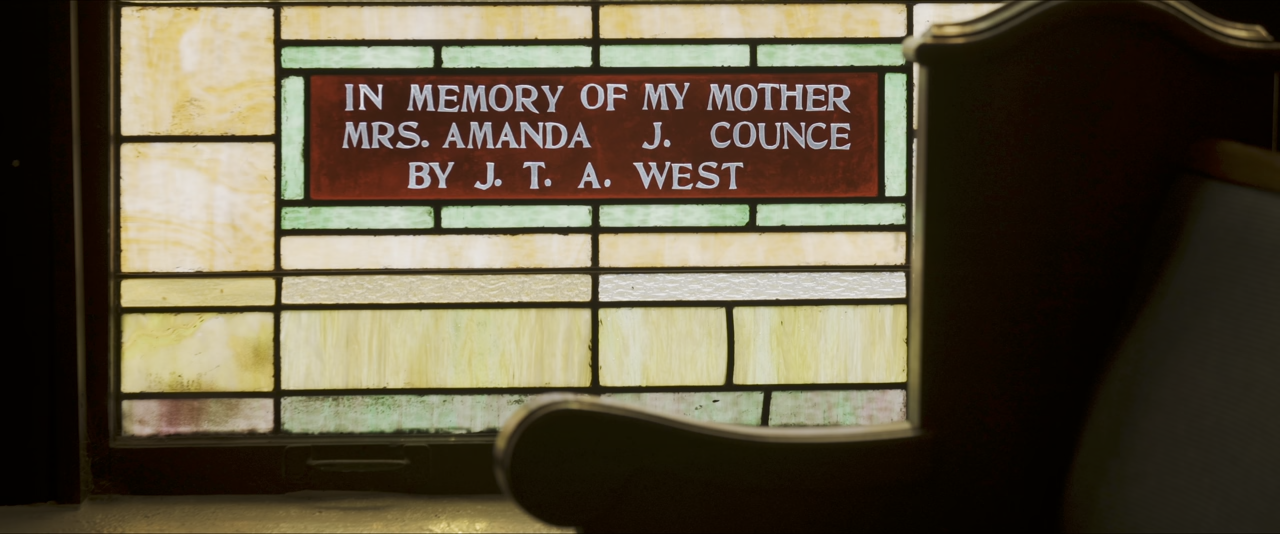 IN MEMORY OF MY MOTHER
MRS. AMANDA J. COUNCE
BY J. T. A. WEST